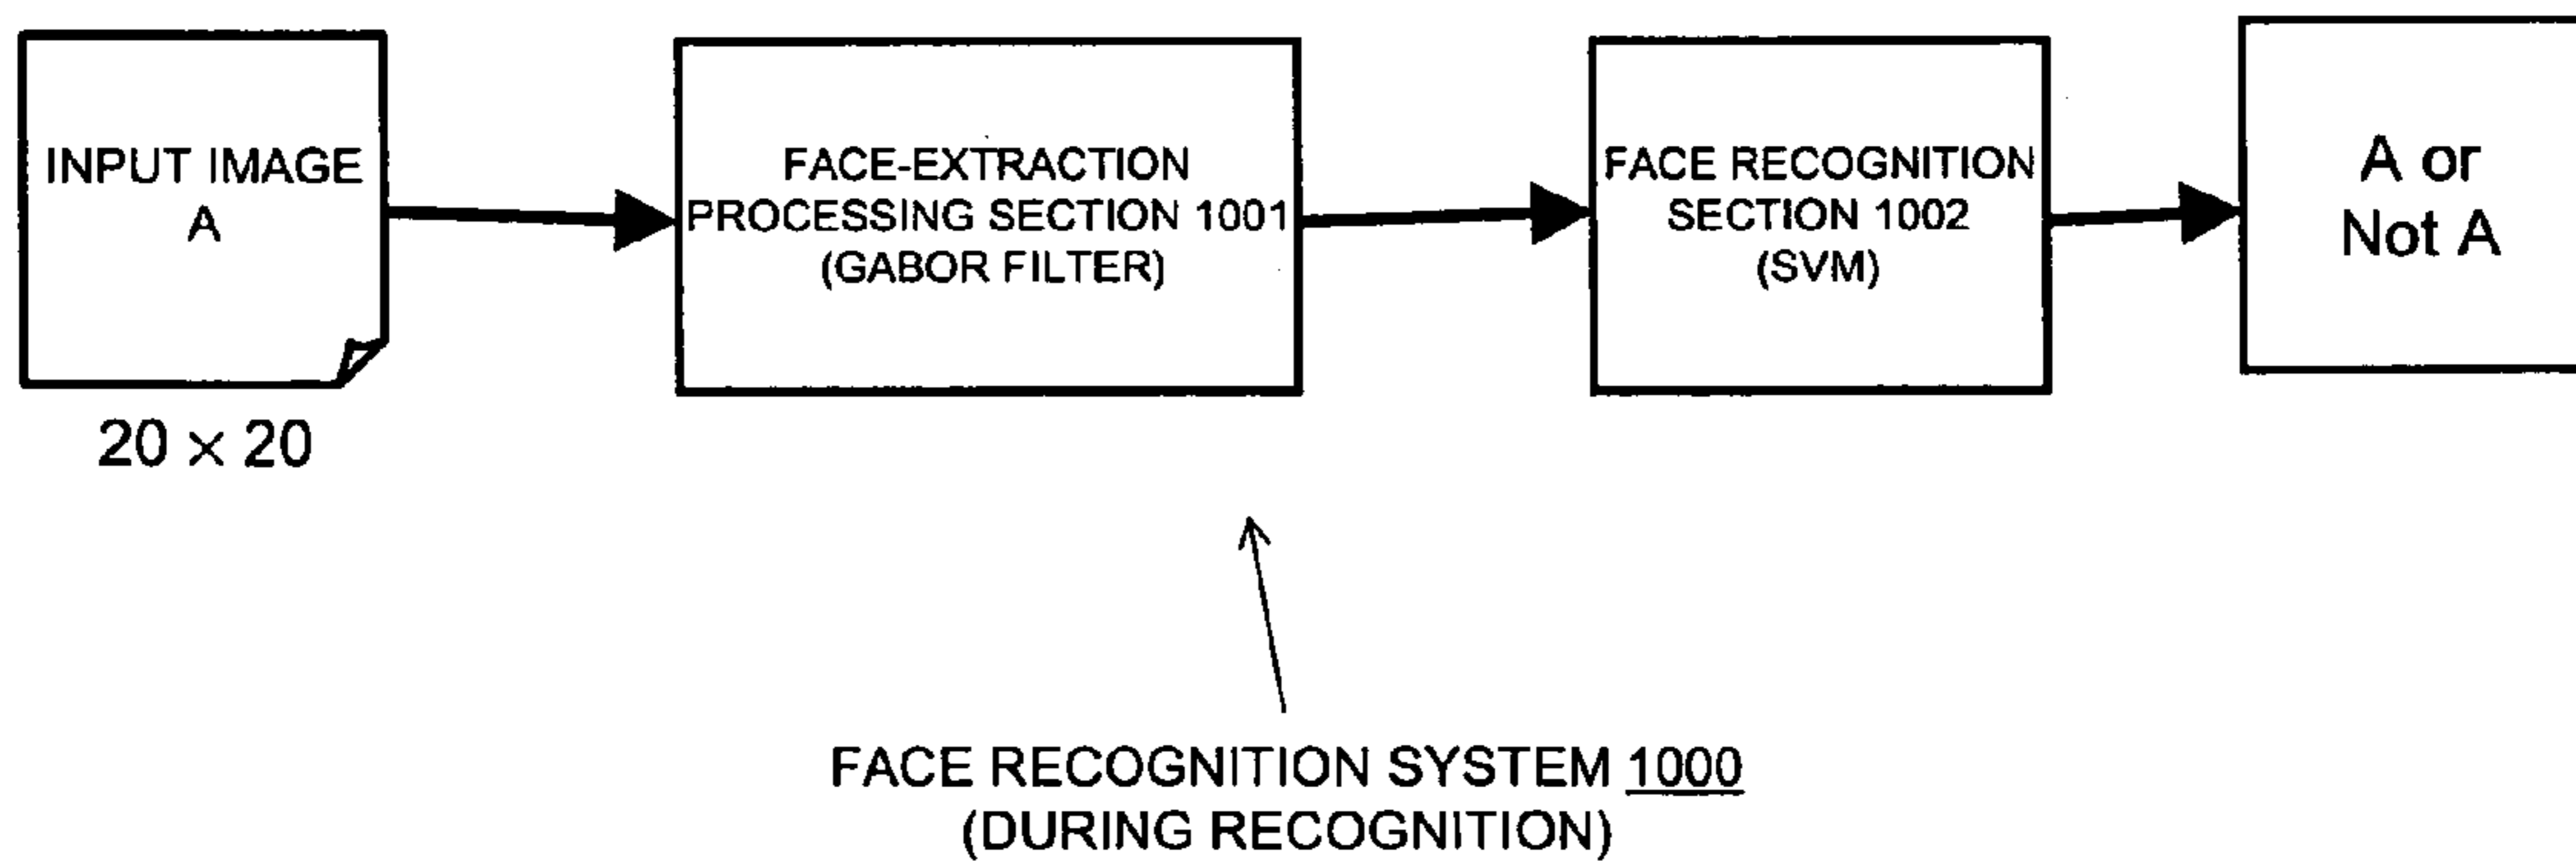 INPUT IMAGE
A
20 × 20
FACE-EXTRACTION
PROCESSING SECTION 1001
(GABOR FILTER)
FACE RECOGNITION
SECTION 1002
(SVM)
A or
Not A
FACE RECOGNITION SYSTEM 1000
(DURING RECOGNITION)